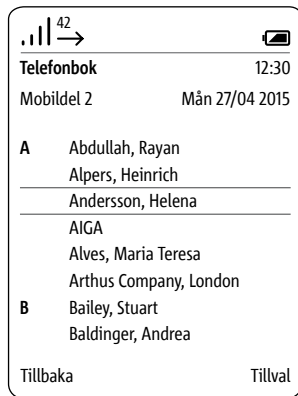 42
Telefonbok 12:30
Mobildel 2 Mån 27/04 2015
A Abdullah, Rayan
Alpers, Heinrich
Andersson, Helena
AIGA
Alves, Maria Teresa
Arthus Company, London
B Bailey, Stuart
Baldinger, Andrea
Tillbaka Tillval